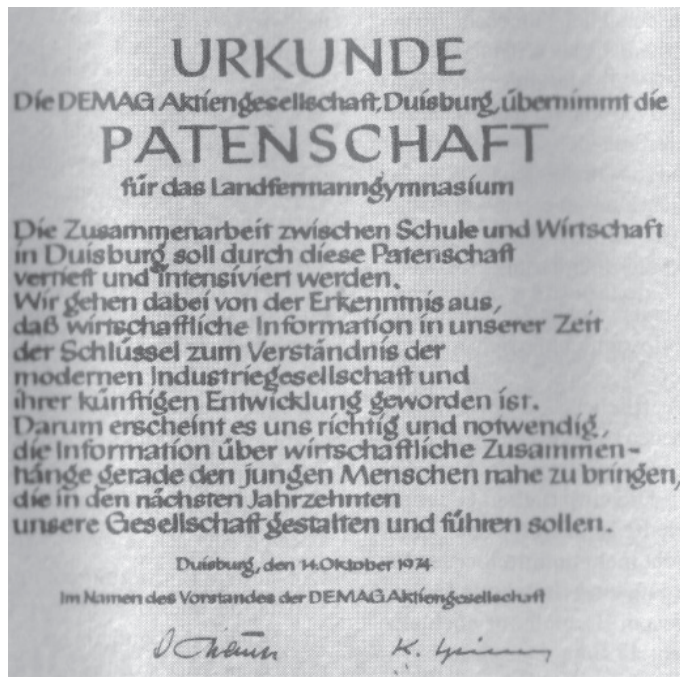 URKUNDE
Die DEMAG Aktiengesellschaft, Duisburg, übernimmt die
PATENSCHAFT
für das Landfermanngymnasium
Die Zusammenarbeit zwischen Schule und Wirtschaft
in Duisburg soll durch diese Patenschaft
vertieft und intensiviert werden.
Wir gehen dabei von der Erkenntnis aus,
daß wirtschaftliche Information in unserer Zeit
der Schlüssel zum Verständnis der
modernen Industriegesellschaft und
ihrer künftigen Entwicklung geworden ist.
Darum erscheint es uns richtig und notwendig,
die Information über wirtschaftliche Zusammen-
hänge gerade den jungen Menschen nahe zu bringen,
die in den nächsten Jahrzehnten
unsere Gesellschaft gestalten und führen sollen.
Duisburg, den 14. Oktober 1974
Im Namen des Vorstandes der DEMAG Aktiengesellschaft
K.